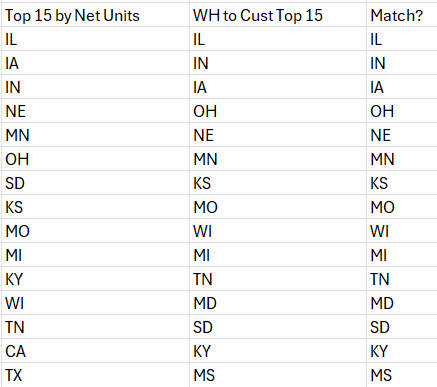 Top 15 by Net Units WH to Cust Top 15 Match?
IL IL IL
IA IN IN
IN IA IA
NE OH OH
MN NE NE
OH MN MN
SD KS KS
KS MO MO
MO WI WI
MI MI MI
KY TN TN
WI MD MD
TN SD SD
CA KY KY
TX MS MS